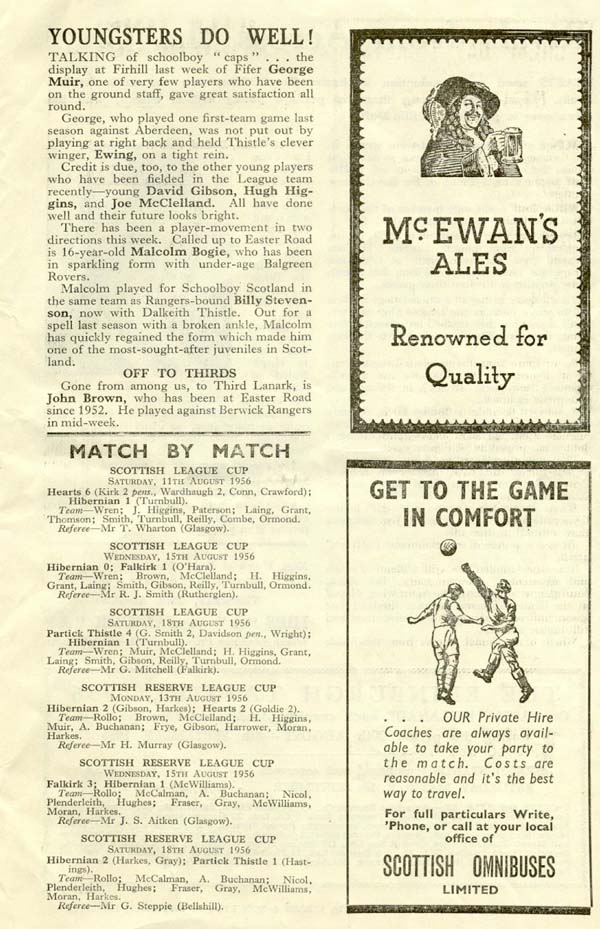 YOUNGSTERS DO WELL!
TALKING of schoolboy "caps" . . . the
display at Firhill last week of Fifer George
Muir, one of very few players who have been
on the ground staff, gave great satisfaction all
round.
George, who played one first-team game last
season against Aberdeen, was not put out by
playing at right back and held Thistle's clever
winger, Ewing, on a tight rein.
Credit is due, too, to the other young players
who have been fielded in the League team
recently—young David Gibson, Hugh Hig-
gins, and Joe McClelland. All have done
well and their future looks bright.
There has been a player-movement in two
directions this week. Called up to Easter Road
is 16-year-old Malcolm Bogie, who has been
in sparkling form with under-age Balgreen
Rovers.
Malcolm played for Schoolboy Scotland in
the same team as Rangers-bound Billy Steven-
son, now with Dalkeith Thistle. Out for a
spell last season with a broken ankle, Malcolm
has quickly regained the form which made him
one of the most-sought-after juveniles in Scot-
land.
OFF TO THIRDS
Gone from among us, to Third Lanark, is
John Brown, who has been at Easter Road
since 1952. He played against Berwick Rangers
in mid-week.
MATCH BY MATCH
SCOTTISH LEAGUE CUP
SATURDAY, 11TH AUGUST 1956
Hearts 6 (Kirk 2 pens., Wardhaugh 2, Conn, Crawford);
Hibernian 1 (Turnbull).
Team—Wren; J. Higgins, Paterson; Laing, Grant,
Thomson; Smith, Turnbull, Reilly, Combe, Ormond.
Referee—Mr T. Wharton (Glasgow).
SCOTTISH LEAGUE CUP
WEDNESDAY, 15TH AUGUST 1956
Hibernian 0; Falkirk 1 (O'Hara).
Team—Wren; Brown, McClelland; H. Higgins,
Grant, Laing; Smith, Gibson, Reilly, Turnbull, Ormond.
Referee—Mr R. J. Smith (Rutherglen).
SCOTTISH LEAGUE CUP
SATURDAY, 18TH AUGUST 1956
Partick Thistle 4 (G. Smith 2, Davidson pen., Wright);
Hibernian 1 (Turnbull).
Team—Wren; Muir, McClelland; H. Higgins, Grant,
Laing; Smith, Gibson, Reilly, Turnbull, Ormond.
Referee—Mr G. Mitchell (Falkirk).
SCOTTISH RESERVE LEAGUE CUP
MONDAY, 13TH AUGUST 1956
Hibernian 2 (Gibson, Harkes); Hearts 2 (Goldie 2).
Team—Rollo; Brown, McClelland; H. Higgins,
Muir, A. Buchanan; Frye, Gibson, Harrower, Moran,
Harkes.
Referee—Mr H. Murray (Glasgow).
SCOTTISH RESERVE LEAGUE CUP
WEDNESDAY, 15TH AUGUST 1956
Falkirk 3; Hibernian 1 (McWilliams).
Team—Rollo; McCalman, A. Buchanan; Nicol,
Plenderleith, Hughes; Fraser, Gray, McWilliams,
Moran, Harkes.
Referee—Mr J. S. Aitken (Glasgow).
SCOTTISH RESERVE LEAGUE CUP
SATURDAY, 18TH AUGUST 1956
Hibernian 2 (Harkes, Gray); Partick Thistle 1 (Hast-
ings).
Team—Rollo; McCalman, A. Buchanan; Nicol,
Plenderleith, Hughes; Fraser, Gray, McWilliams,
Moran, Harkes.
Referee—Mr G. Steppie (Bellshill).
McEWAN'S
ALES
Renowned for
Quality
GET TO THE GAME
IN COMFORT
. . . OUR Private Hire
Coaches are always avail-
able to take your party to
the match. Costs are
reasonable and it's the best
way to travel.
For full particulars Write,
'Phone, or call at your local
office of
SCOTTISH OMNIBUSES
LIMITED